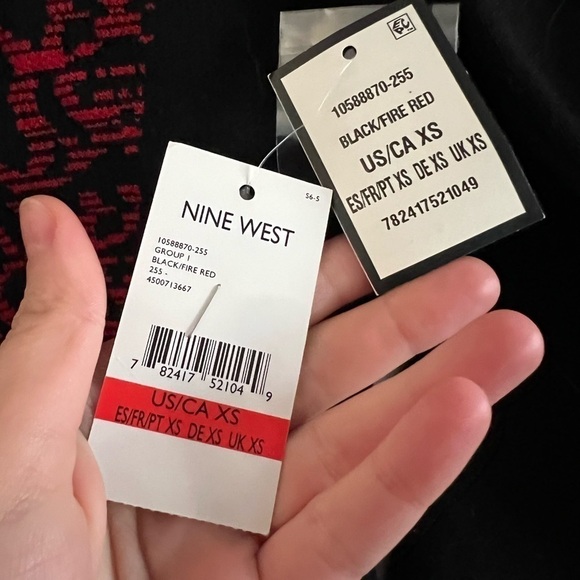 S6-S
NINE WEST
10588870-255
GROUP 1
BLACK/FIRE RED
255 -
4500713667
7 82417 52104 9
US/CA XS
ES/FR/PT XS DE XS UK XS
10588870-255
BLACK/FIRE RED
US/CA XS
ES/FR/PT XS DE XS UK XS
782417521049